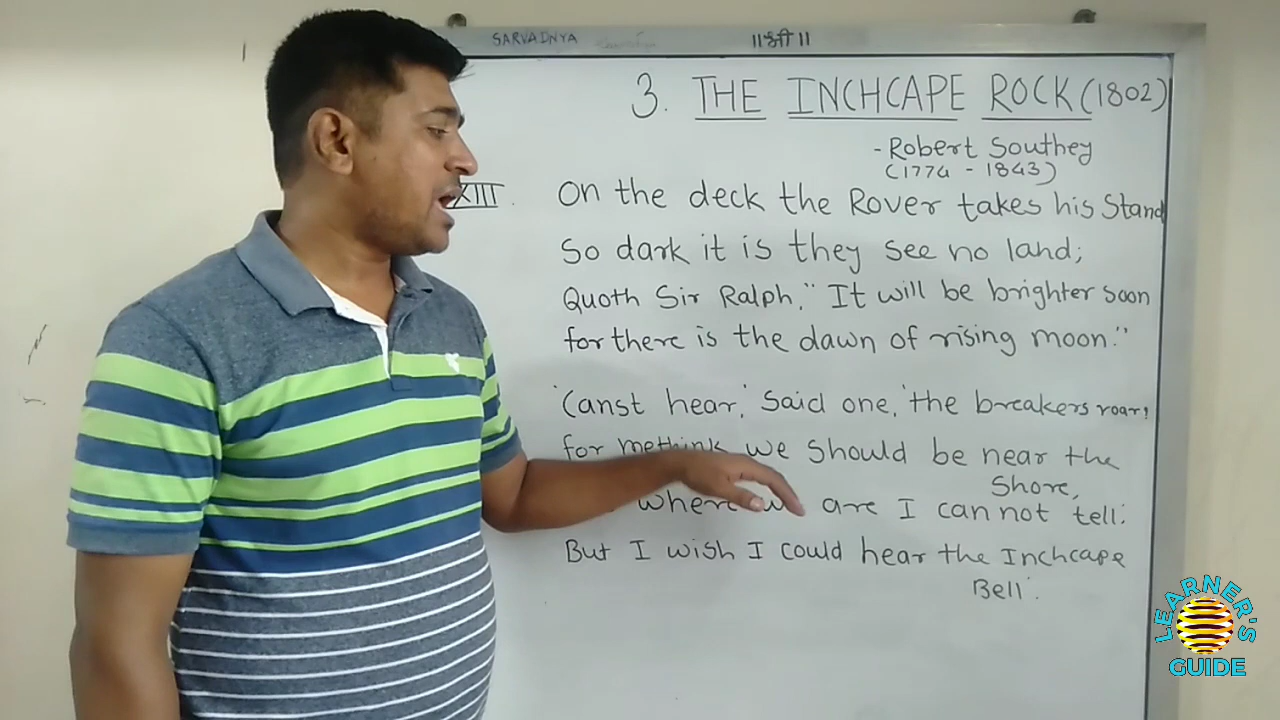 SARVADNYA
॥श्री॥
3. THE INCHCAPE ROCK (1802)
- Robert Southey
(1774 - 1843)
XIII. On the deck the Rover takes his Stand
So dark it is they see no land;
Quoth Sir Ralph, "It will be brighter soon
for there is the dawn of rising moon."
'Canst hear,' Said one, 'the breakers roar,
for methink we should be near the
Shore,
where we are I can not tell.
But I wish I could hear the Inchcape
Bell'.
LEARNER'S
GUIDE